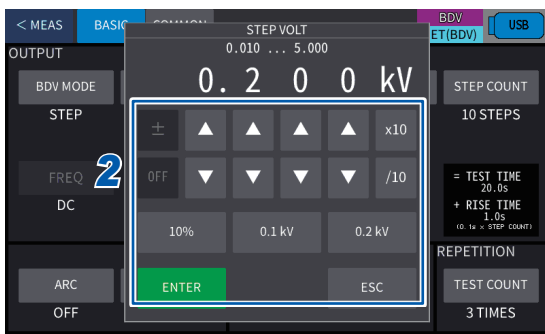 < MEAS
BASIC
COMMON
BDV
ET(BDV)
USB
OUTPUT
STEP VOLT
0.010 ... 5.000
0.200 kV
BDV MODE
STEP
STEP COUNT
10 STEPS
±
▲
▲
▲
▲
x10
2
OFF
▼
▼
▼
▼
/10
FREQ
DC
= TEST TIME
20.0s
+ RISE TIME
1.0s
(0.1s x STEP COUNT)
10%
0.1 kV
0.2 kV
REPETITION
ARC
OFF
ENTER
ESC
TEST COUNT
3 TIMES